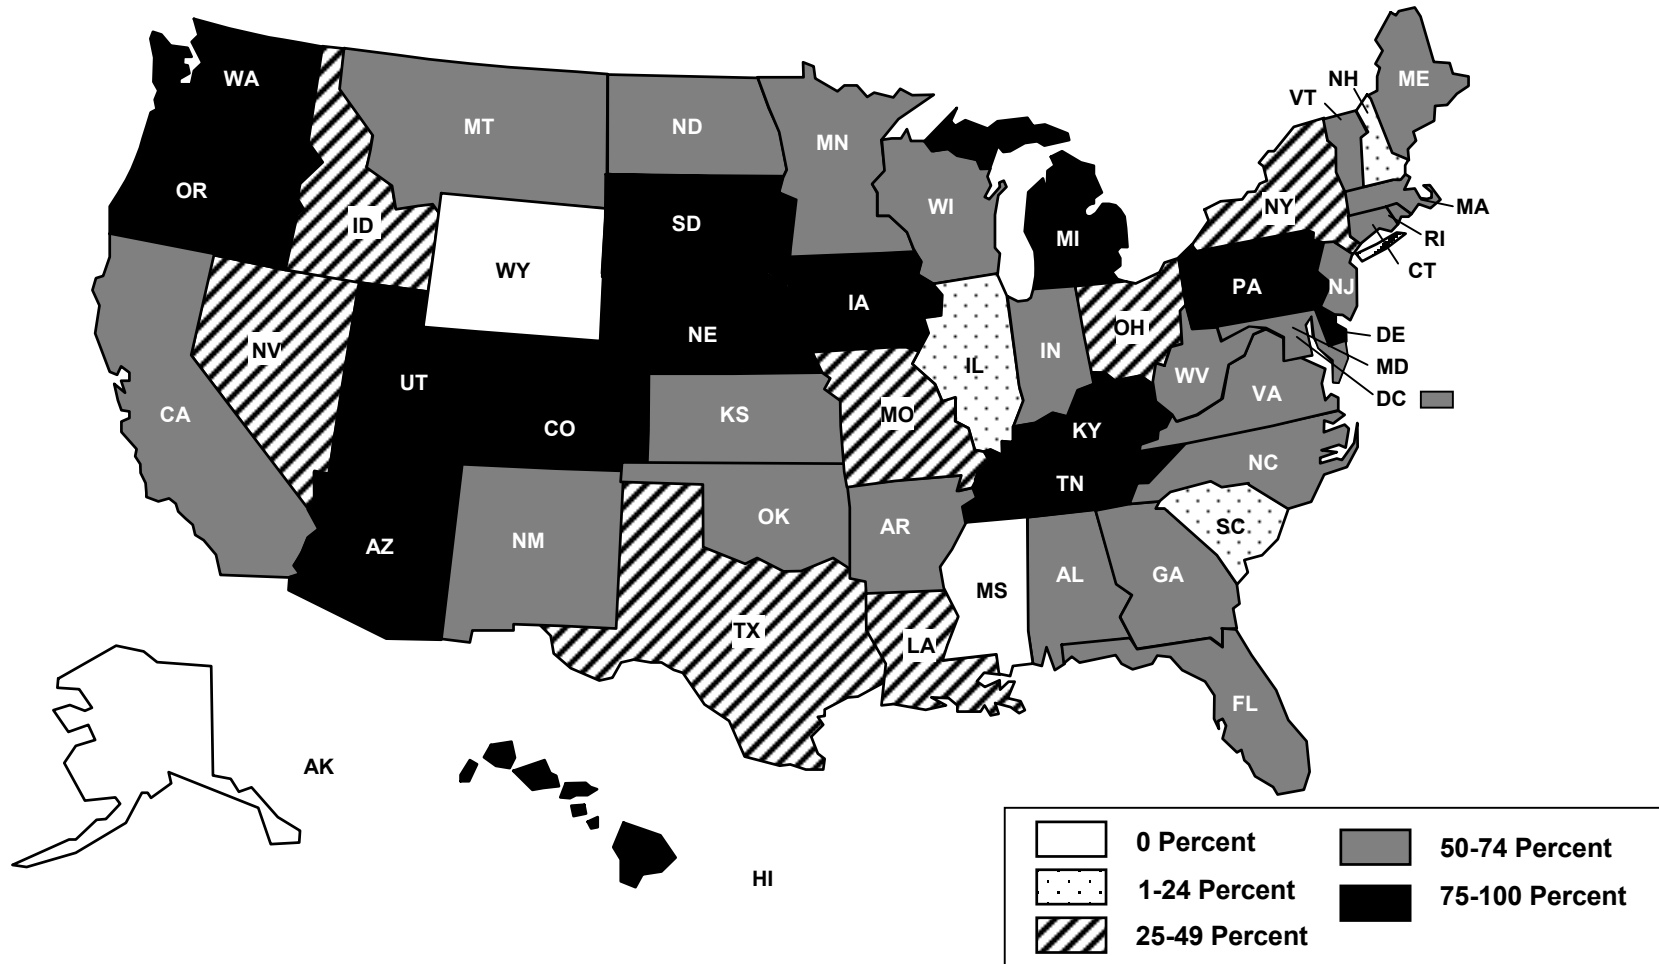 WA
NH
ME
VT
MT
ND
MN
OR
ID
WI
NY
MA
SD
MI
RI
WY
CT
IA
PA
NJ
NE
OH
DE
NV
IN
MD
UT
IL
WV
VA
DC
CA
CO
KS
MO
KY
NC
TN
OK
AR
SC
AZ
NM
AL
GA
MS
TX
LA
FL
AK
HI
0 Percent
1-24 Percent
25-49 Percent
50-74 Percent
75-100 Percent